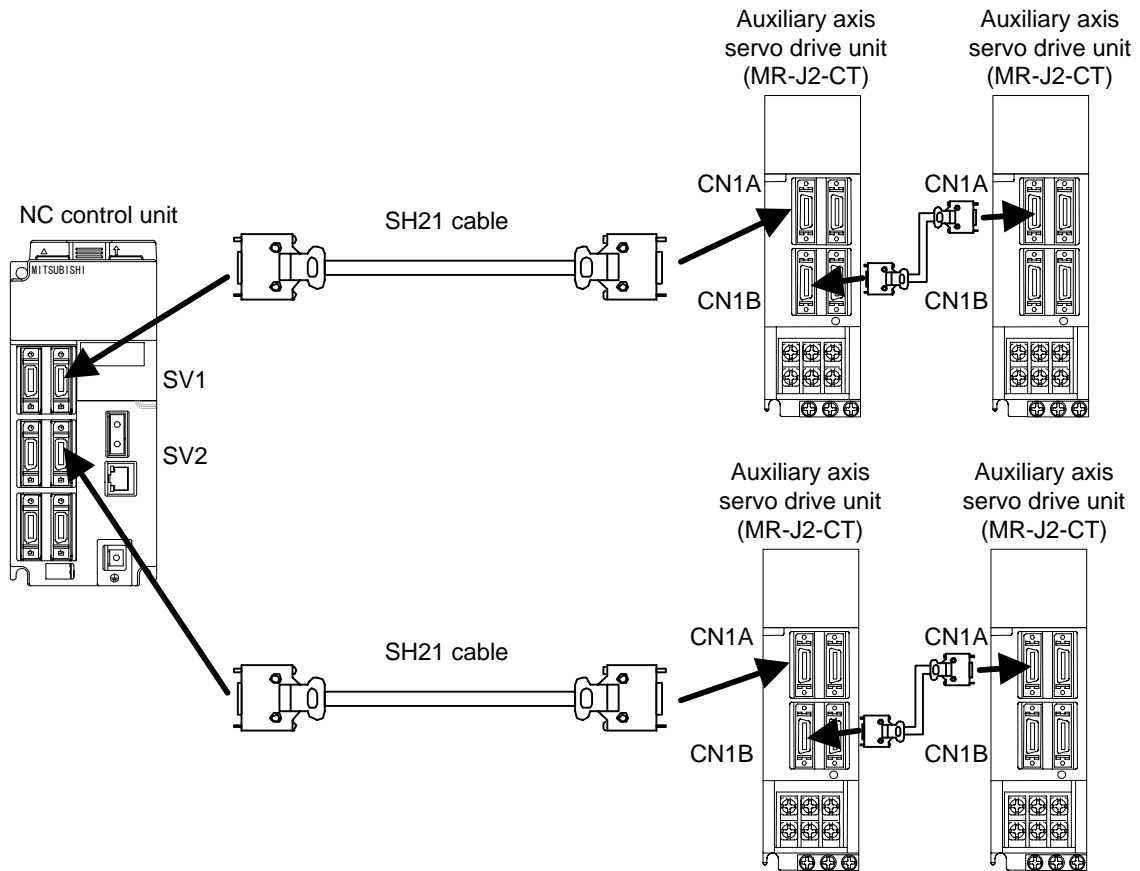 Auxiliary axis
servo drive unit
(MR-J2-CT)
Auxiliary axis
servo drive unit
(MR-J2-CT)
CN1A
CN1A
NC control unit
SH21 cable
MITSUBISHI
CN1B
CN1B
SV1
SV2
Auxiliary axis
servo drive unit
(MR-J2-CT)
Auxiliary axis
servo drive unit
(MR-J2-CT)
SH21 cable
CN1A
CN1A
CN1B
CN1B